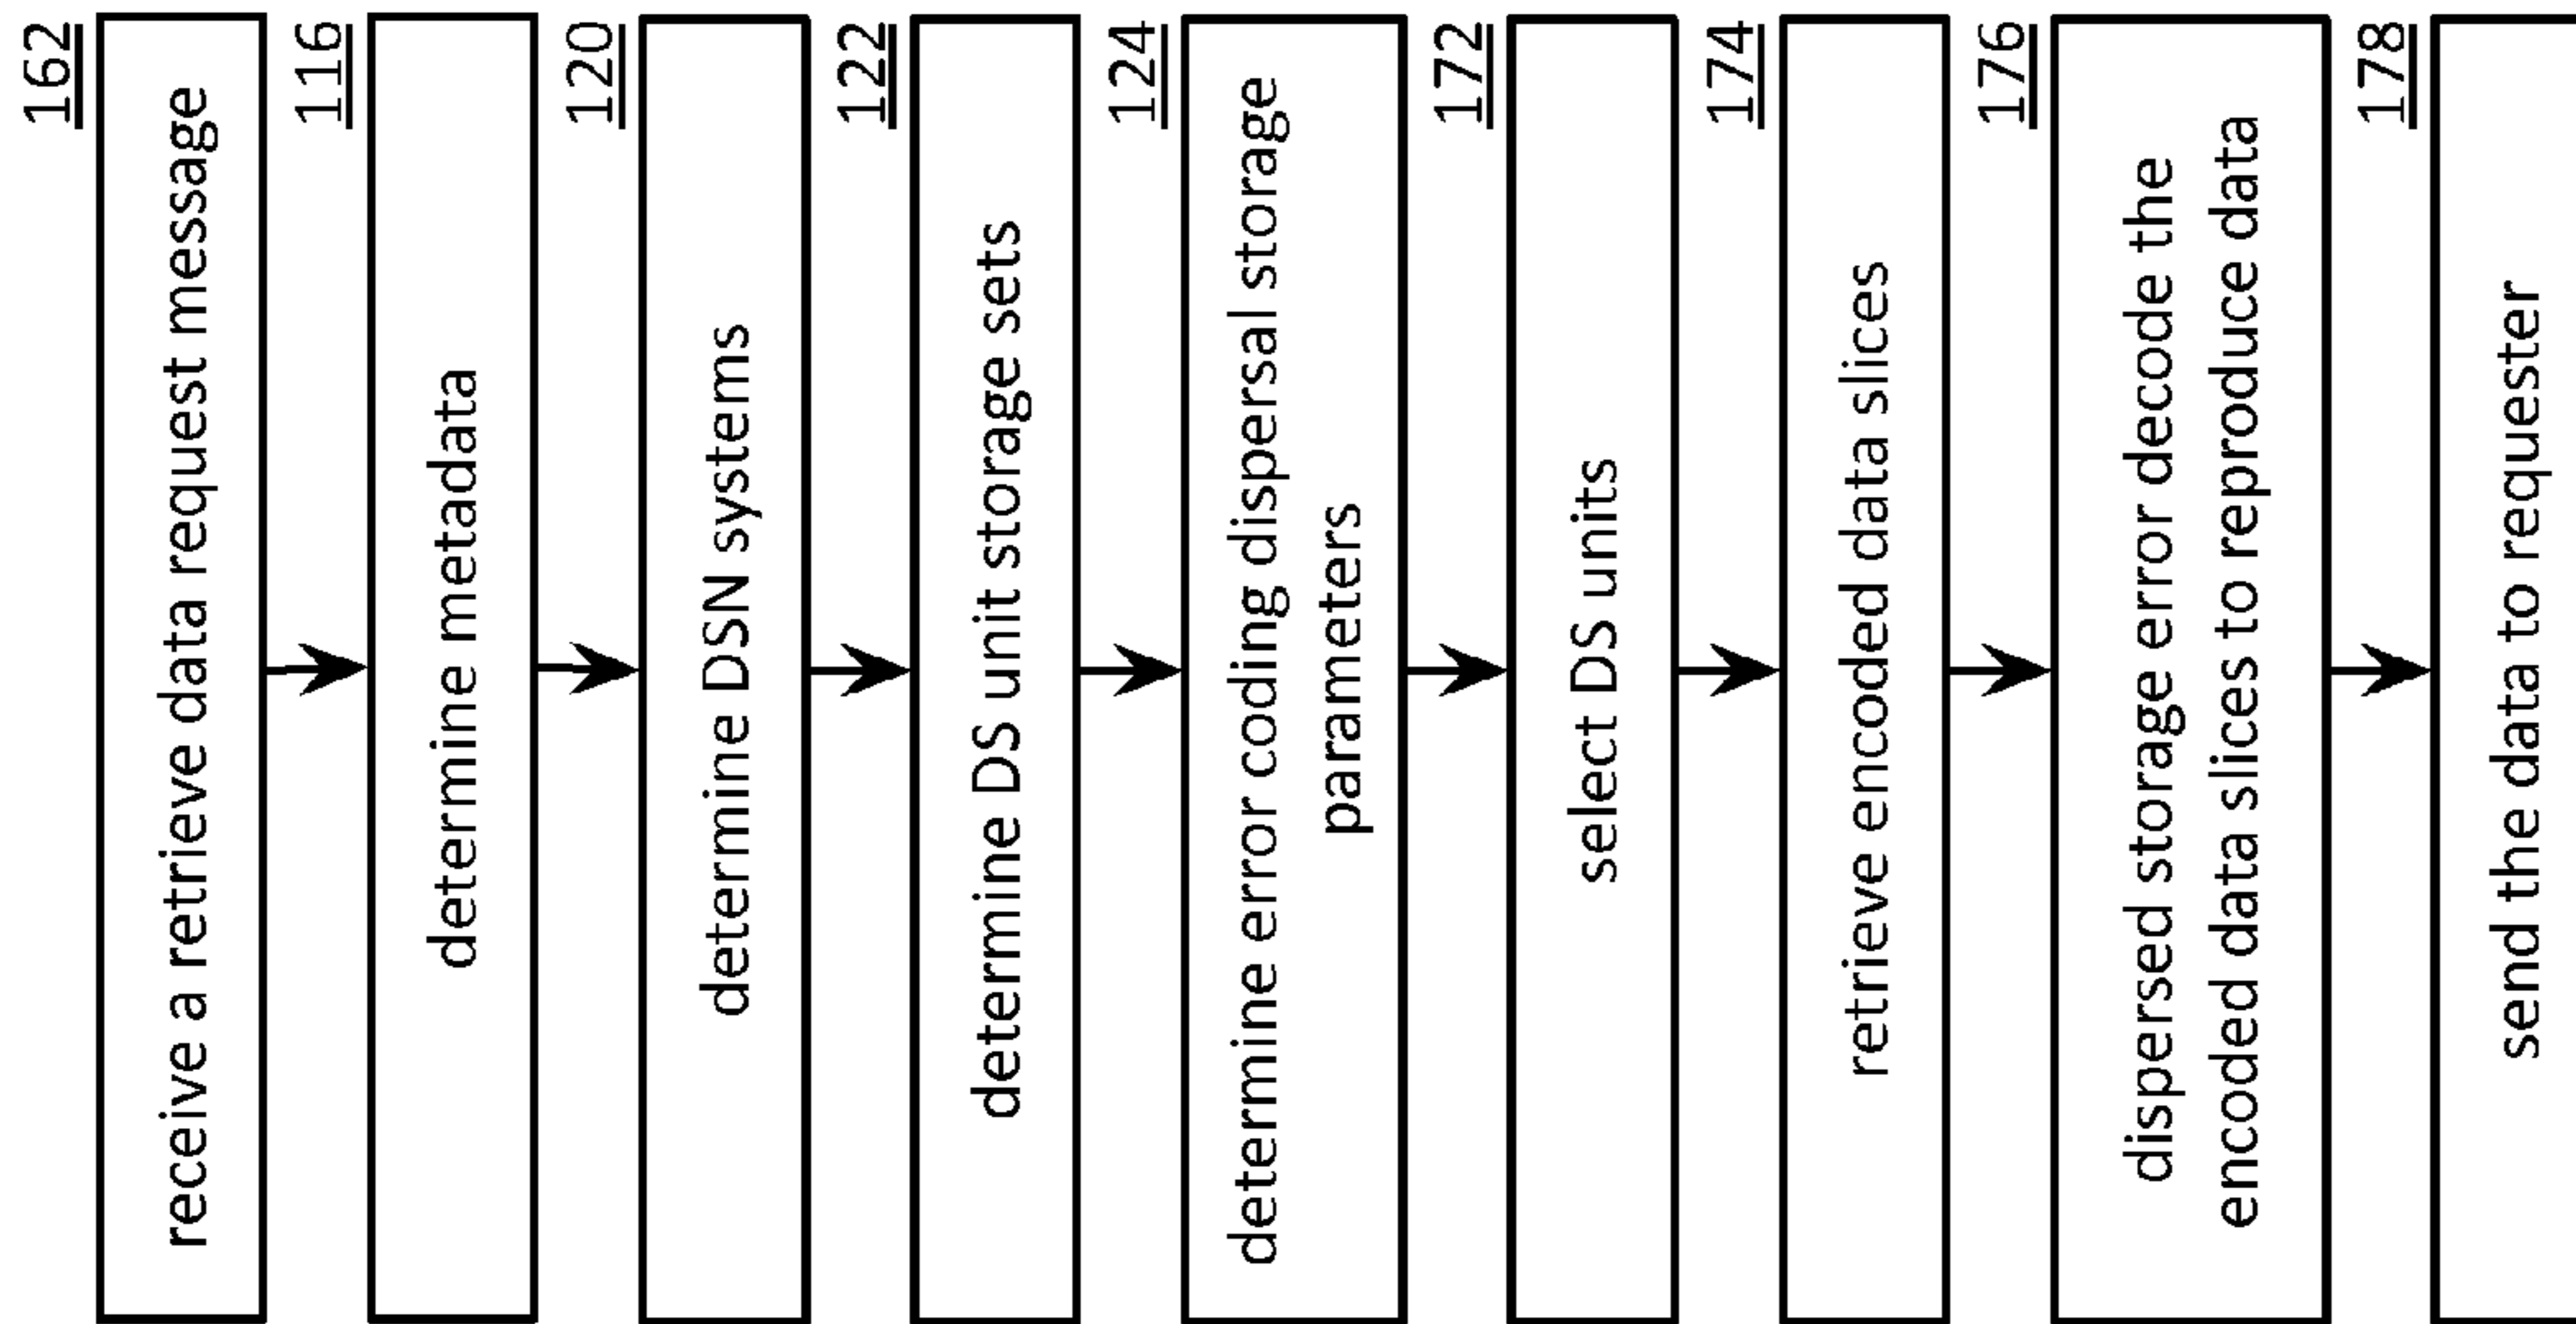 162
receive a retrieve data request message
116
determine metadata
120
determine DSN systems
122
determine DS unit storage sets
124
determine error coding dispersal storage
parameters
172
select DS units
174
retrieve encoded data slices
176
dispersed storage error decode the
encoded data slices to reproduce data
178
send the data to requester